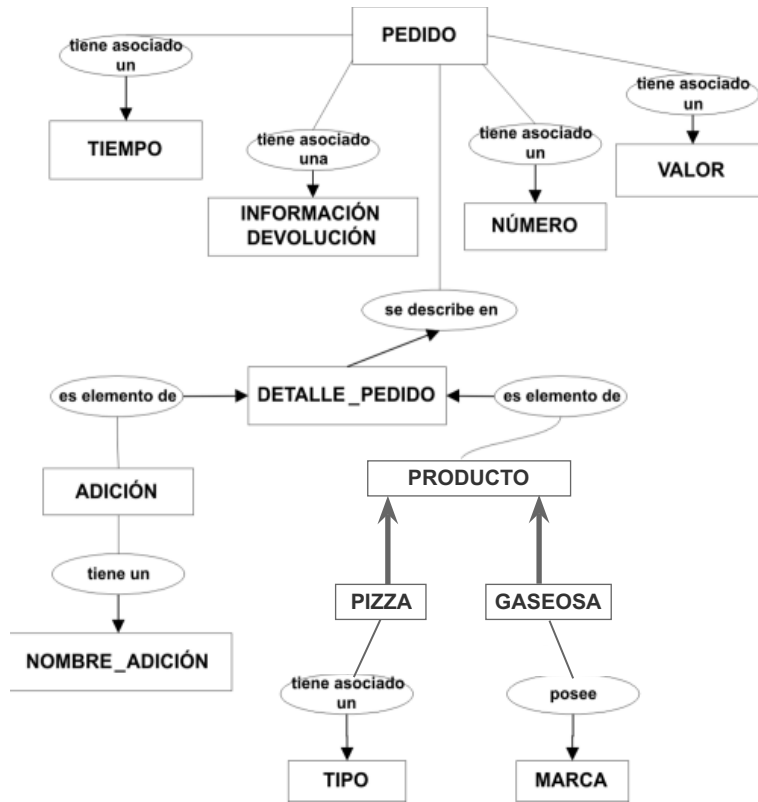 PEDIDO
tiene asociado
un
tiene asociado
una
tiene asociado
un
tiene asociado
un
TIEMPO
INFORMACIÓN
DEVOLUCIÓN
NÚMERO
VALOR
se describe en
es elemento de
DETALLE_PEDIDO
es elemento de
ADICIÓN
PRODUCTO
tiene un
PIZZA
GASEOSA
NOMBRE_ADICIÓN
tiene asociado
un
posee
TIPO
MARCA